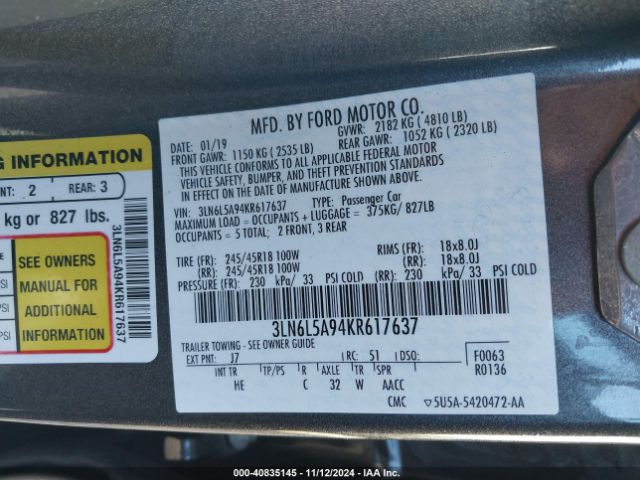 G INFORMATION
NT: 2 REAR: 3
kg or 827 lbs.
SEE OWNERS
MANUAL FOR
ADDITIONAL
INFORMATION
/33 PSI
/33 PSI
3LN6L5A94KR617637
MFD. BY FORD MOTOR CO.
DATE: 01/19 GVWR: 2182 KG ( 4810 LB)
FRONT GAWR: 1150 KG ( 2535 LB) REAR GAWR: 1052 KG ( 2320 LB)
THIS VEHICLE CONFORMS TO ALL APPLICABLE FEDERAL MOTOR
VEHICLE SAFETY, BUMPER, AND THEFT PREVENTION STANDARDS
IN EFFECT ON THE DATE OF MANUFACTURE SHOWN ABOVE.
VIN: 3LN6L5A94KR617637 TYPE: Passenger Car
MAXIMUM LOAD = OCCUPANTS + LUGGAGE = 375KG/ 827LB
OCCUPANTS = 5 TOTAL; 2 FRONT, 3 REAR
TIRE (FR): 245/45R18 100W RIMS (FR): 18x8.0J
(RR): 245/45R18 100W (RR): 18x8.0J
PRESSURE (FR): 230 kPa/ 33 PSI COLD (RR): 230 kPa/ 33 PSI COLD
3LN6L5A94KR617637
TRAILER TOWING - SEE OWNER GUIDE
EXT PNT: J7 RC: 51 DSO: F0063
INT TR TP/PS R AXLE TR SPR R0136
HE C 32 W AACC
CMC ▽5U5A-5420472-AA
000-40835145 - 11/12/2024 - IAA Inc.